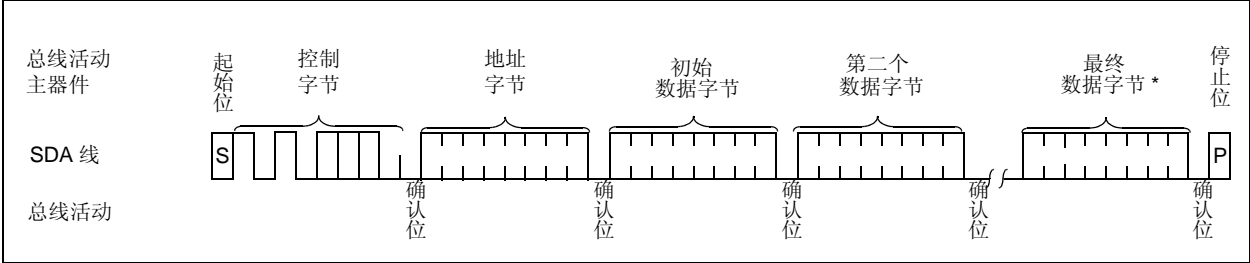 总线活动
主器件
起始位
控制
字节
地址
字节
初始
数据字节
第二个
数据字节
最终
数据字节 *
停止位
SDA 线
S
P
总线活动
确认位
确认位
确认位
确认位
确认位